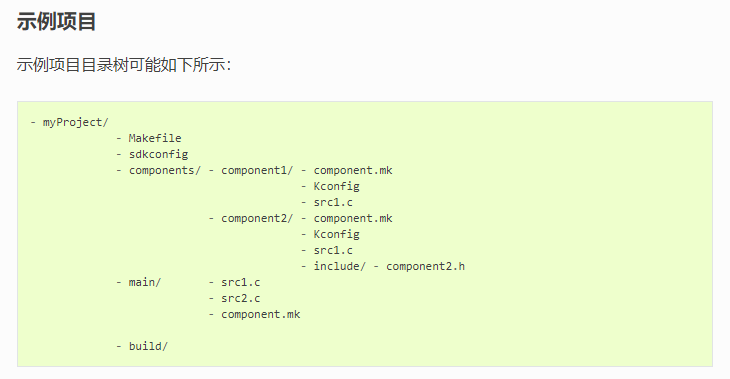 示例项目
示例项目目录树可能如下所示：
- myProject/
- Makefile
- sdkconfig
- components/ - component1/ - component.mk
- Kconfig
- src1.c
- component2/ - component.mk
- Kconfig
- src1.c
- include/ - component2.h
- main/ - src1.c
- src2.c
- component.mk
- build/